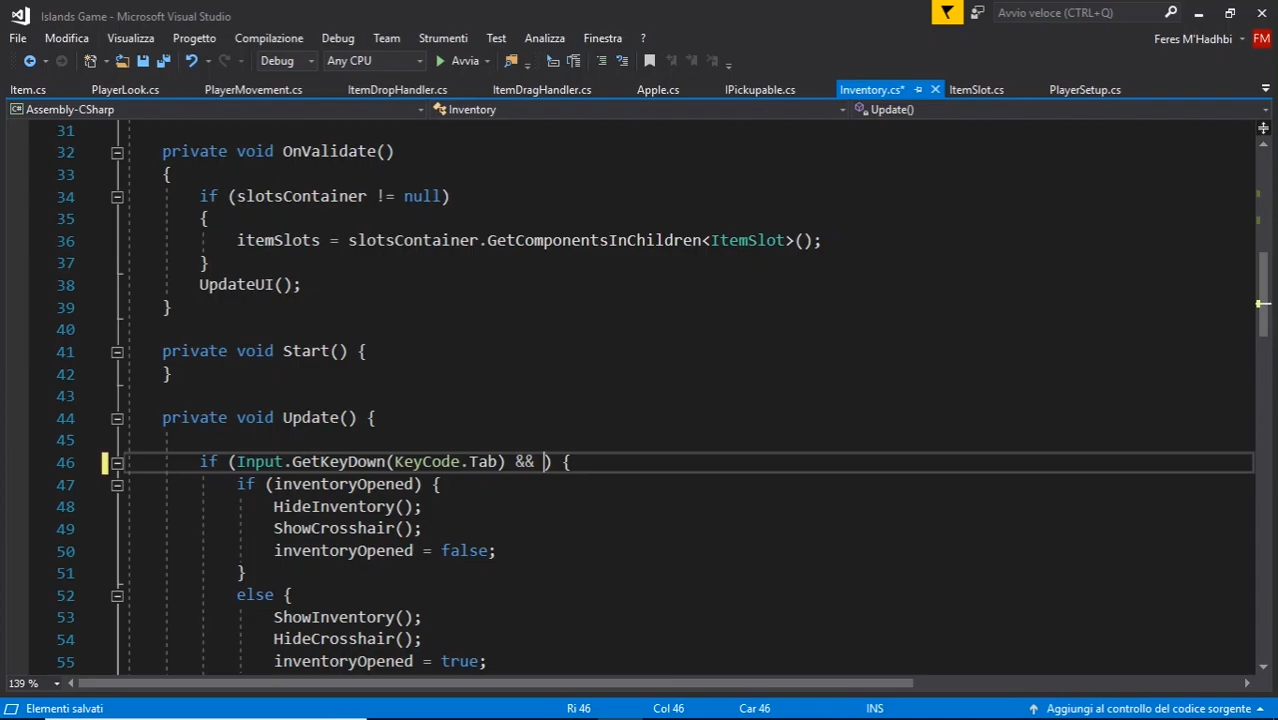 Islands Game - Microsoft Visual Studio
Avvio veloce (CTRL+Q)
File Modifica Visualizza Progetto Compilazione Debug Team Strumenti Test Analizza Finestra ?
Feres M'Hadhbi FM
Debug Any CPU Avvia
Item.cs PlayerLook.cs PlayerMovement.cs ItemDropHandler.cs ItemDragHandler.cs Apple.cs IPickupable.cs Inventory.cs* ItemSlot.cs PlayerSetup.cs
Assembly-CSharp Inventory Update()
31
32 private void OnValidate()
33 {
34 if (slotsContainer != null)
35 {
36 itemSlots = slotsContainer.GetComponentsInChildren<ItemSlot>();
37 }
38 UpdateUI();
39 }
40
41 private void Start() {
42 }
43
44 private void Update() {
45
46 if (Input.GetKeyDown(KeyCode.Tab) && ) {
47 if (inventoryOpened) {
48 HideInventory();
49 ShowCrosshair();
50 inventoryOpened = false;
51 }
52 else {
53 ShowInventory();
54 HideCrosshair();
55 inventoryOpened = true;
139 %
Elementi salvati Ri 46 Col 46 Car 46 INS Aggiungi al controllo del codice sorgente